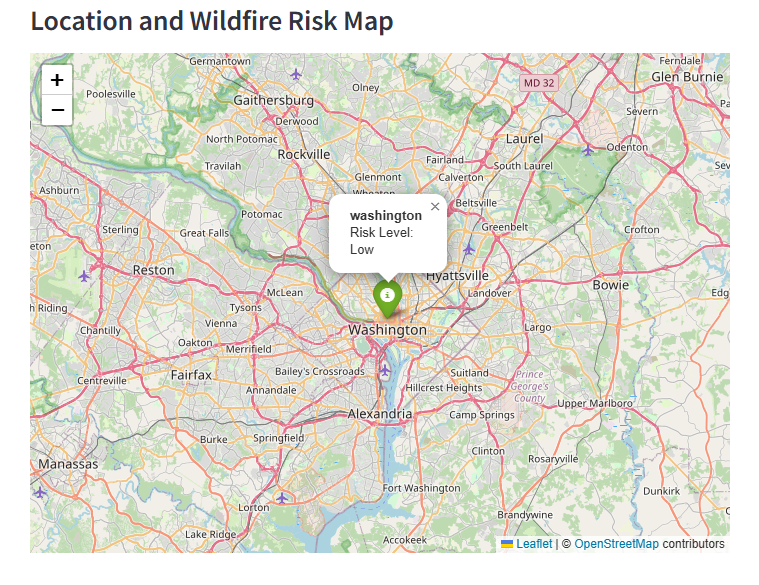 Location and Wildfire Risk Map
Germantown
Ferndale
Glen Burnie
+
Poolesville
Olney
MD 32
−
Gaithersburg
Severn
Derwood
North Potomac
Laurel
Odenton
Rockville
Fairland
Travilah
South Laurel
Glenmont
Calverton
Ashburn
Wheaton
×
Beltsville
Potomac
washington
Sterling
Great Falls
Risk Level:
Greenbelt
Crofton
Low
Reston
Hyattsville
Bowie
McLean
Landover
Edg
h Riding
Tysons
Chantilly
Vienna
Washington
Largo
Oakton
Merrifield
Centreville
Fairfax
Bailey's Crossroads
Suitland
Prince
George's
County
Annandale
Hillcrest Heights
Upper Marlboro
Alexandria
Camp Springs
Burke
Springfield
Clinton
Manassas
Rosaryville
Fort Washington
Dunkirk
Lorton
Brandywine
Lake Ridge
Accokeek
Leaflet | © OpenStreetMap contributors